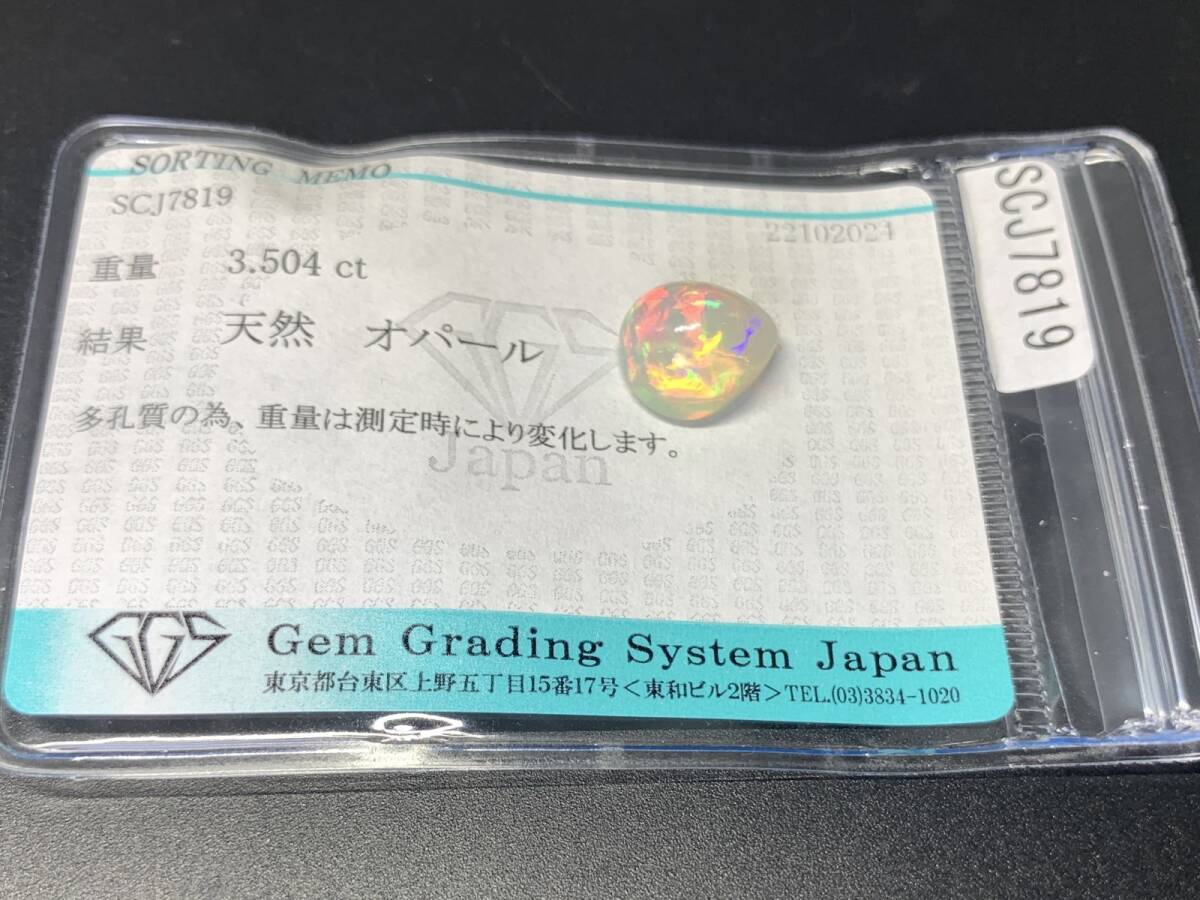 SORTING MEMO
SCJ7819
22102024
重量 3.504 ct
結果 天然 オパール
多孔質の為、重量は測定時により変化します。
Japan
GGS Gem Grading System Japan
東京都台東区上野五丁目15番17号＜東和ビル2階＞TEL.(03)3834-1020
SCJ7819